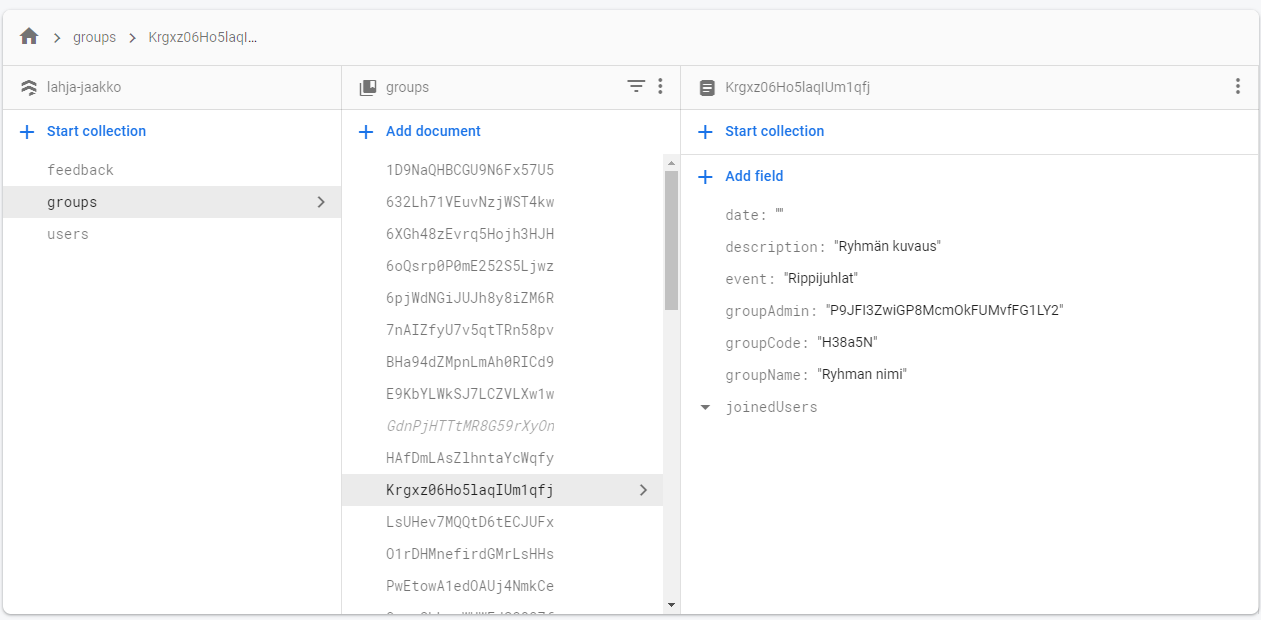 groups
Krgxz06Ho5laqI...
lahja-jaakko
groups
Krgxz06Ho5laqIUm1qfj
Start collection
Add document
Start collection
feedback
groups
users
1D9NaQHBCGU9N6Fx57U5
632Lh71VEuvNzjWST4kw
6XGh48zEvrq5Hojh3HJH
6oQsrp0P0mE252S5Ljwz
6pjWdNGiJUJh8y8iZM6R
7nAIZfyU7v5qtTRn58pv
BHa94dZMpnLmAh0RICd9
E9KbYLWkSJ7LCZVLXw1w
GdnPjHTTtMR8G59rXyOn
HAfDmLAsZlhntaYcWqfy
Krgxz06Ho5laqIUm1qfj
LsUHev7MQQtD6tECJUFx
O1rDHMnefirdGMrLsHHs
PwEtowA1edOAUj4NmkCe
Add field
date: ""
description: "Ryhmän kuvaus"
event: "Rippijuhlat"
groupAdmin: "P9JFI3ZwiGP8McmOkFUMvfFG1LY2"
groupCode: "H38a5N"
groupName: "Ryhman nimi"
joinedUsers